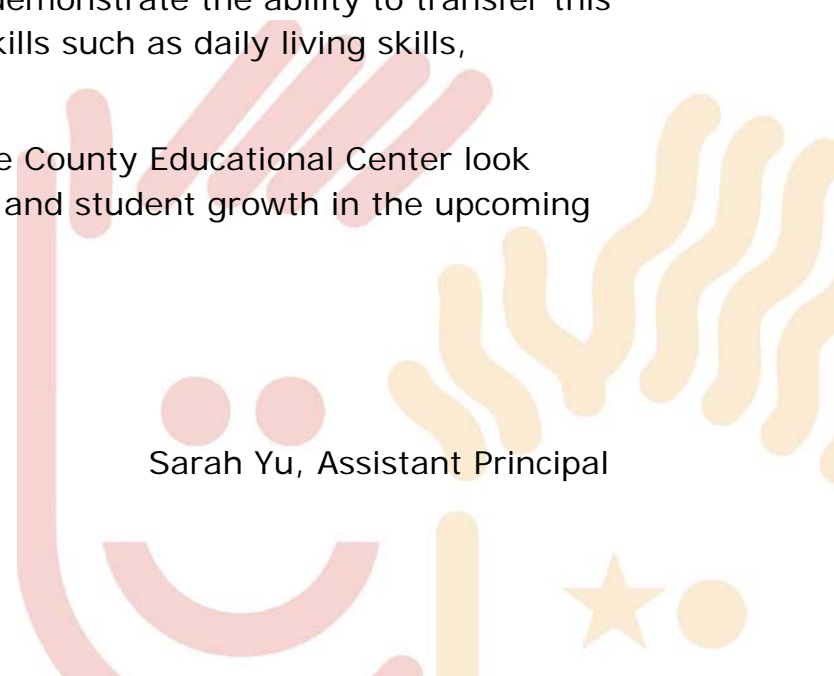 demonstrate the ability to transfer this
kills such as daily living skills,
e County Educational Center look
and student growth in the upcoming
Sarah Yu, Assistant Principal